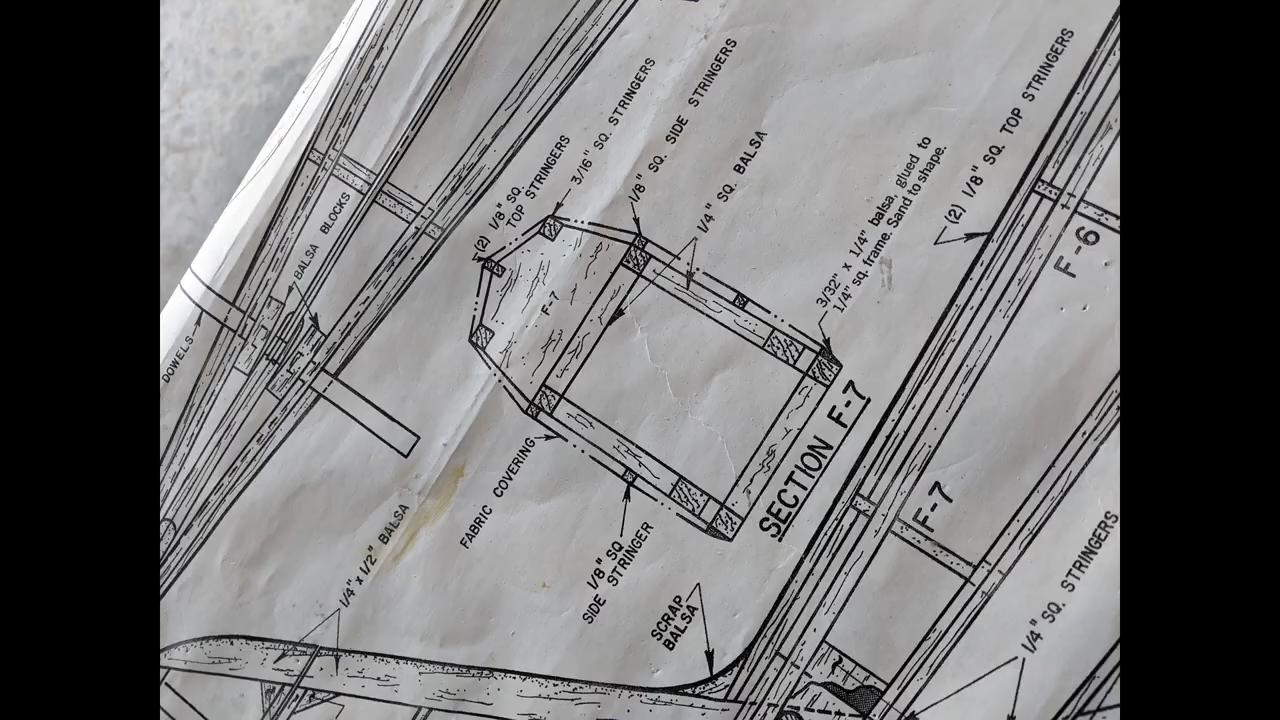 DOWELS
BALSA BLOCKS
(2) 1/8" SQ.
TOP STRINGERS
3/16" SQ. STRINGERS
1/8" SQ. SIDE STRINGERS
1/4" SQ. BALSA
3/32" x 1/4" balsa, glued to
1/4" sq. frame. Sand to shape.
(2) 1/8" SQ. TOP STRINGERS
F-6
F-7
FABRIC COVERING
1/8" SQ.
SIDE STRINGER
SECTION F-7
F-7
1/4" x 1/2" BALSA
SCRAP
BALSA
1/4" SQ. STRINGERS